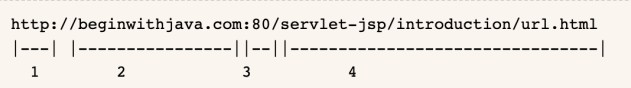 http://beginwithjava.com:80/servlet-jsp/introduction/url.html
|---| |----------------||--||--------------------------------|
1 2 3 4